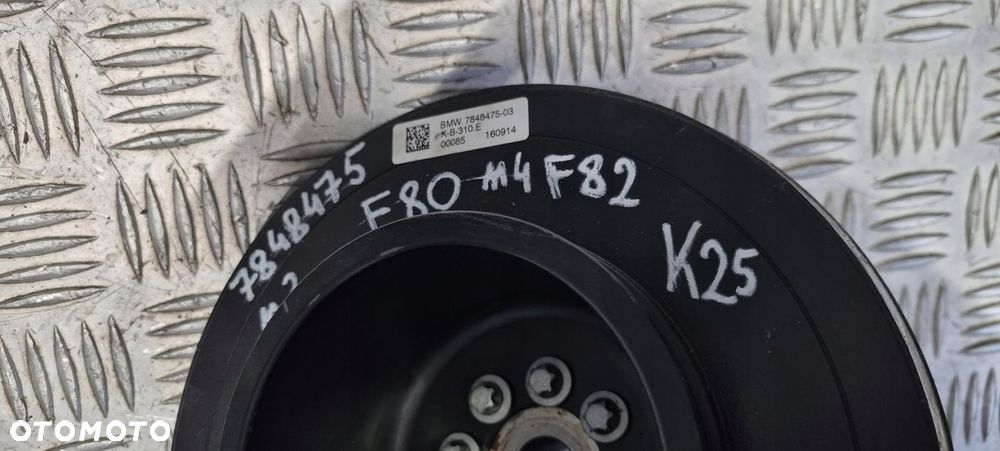 BMW 7848475-03
K-B-310.E
00085 160914
7848475
F80 M4 F82
K25
OTOMOTO